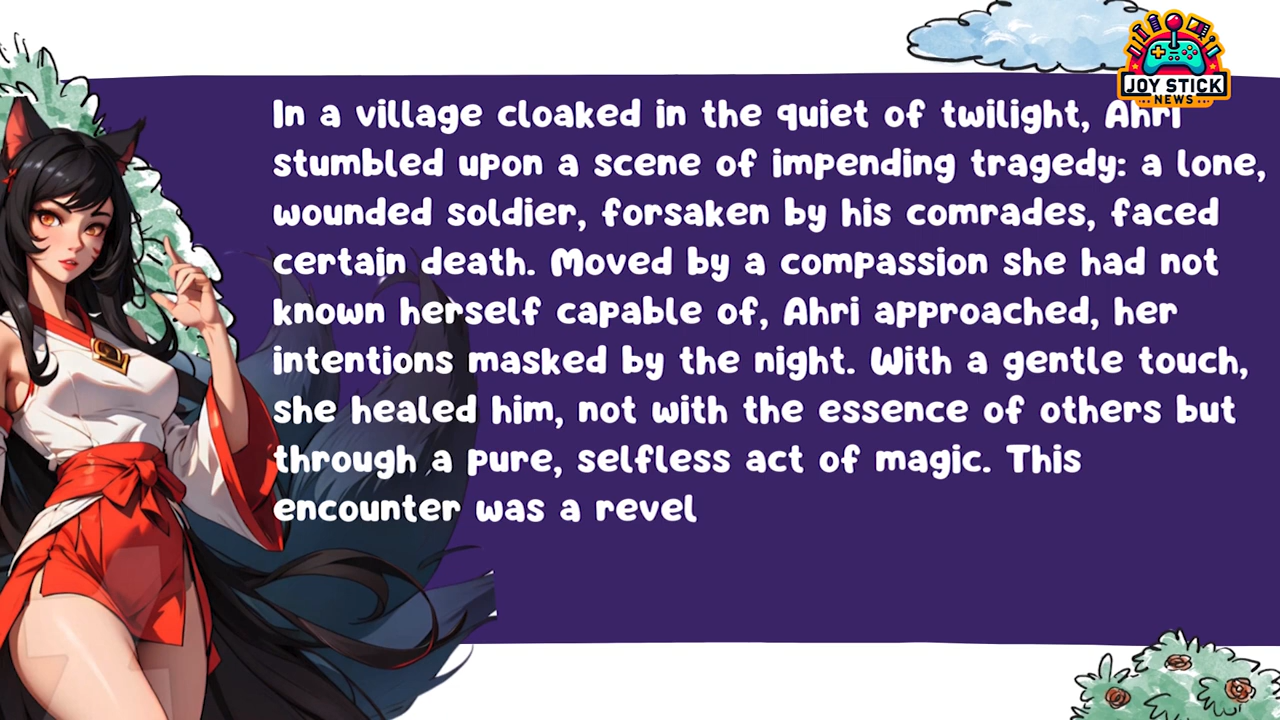 JOY STICK
NEWS
In a village cloaked in the quiet of twilight, Ahri
stumbled upon a scene of impending tragedy: a lone,
wounded soldier, forsaken by his comrades, faced
certain death. Moved by a compassion she had not
known herself capable of, Ahri approached, her
intentions masked by the night. With a gentle touch,
she healed him, not with the essence of others but
through a pure, selfless act of magic. This
encounter was a revel